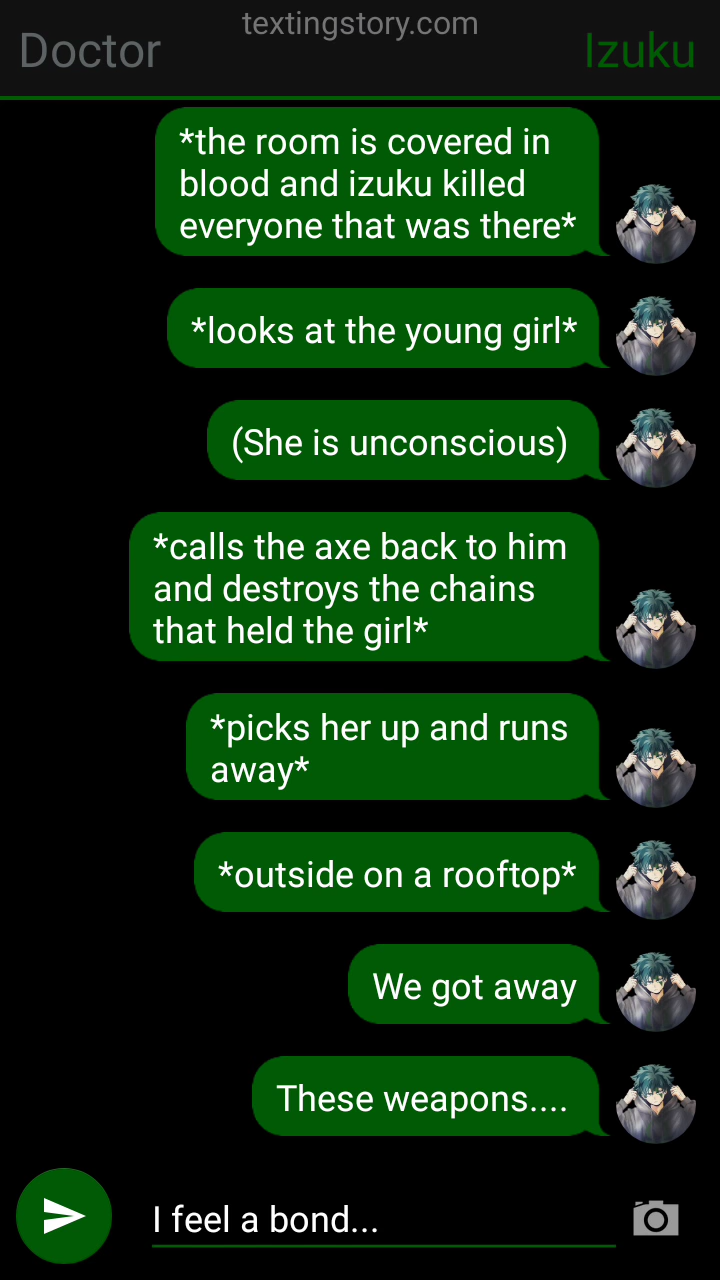 textingstory.com
Doctor
Izuku
*the room is covered in
blood and izuku killed
everyone that was there*
*looks at the young girl*
(She is unconscious)
*calls the axe back to him
and destroys the chains
that held the girl*
*picks her up and runs
away*
*outside on a rooftop*
We got away
These weapons....
I feel a bond...